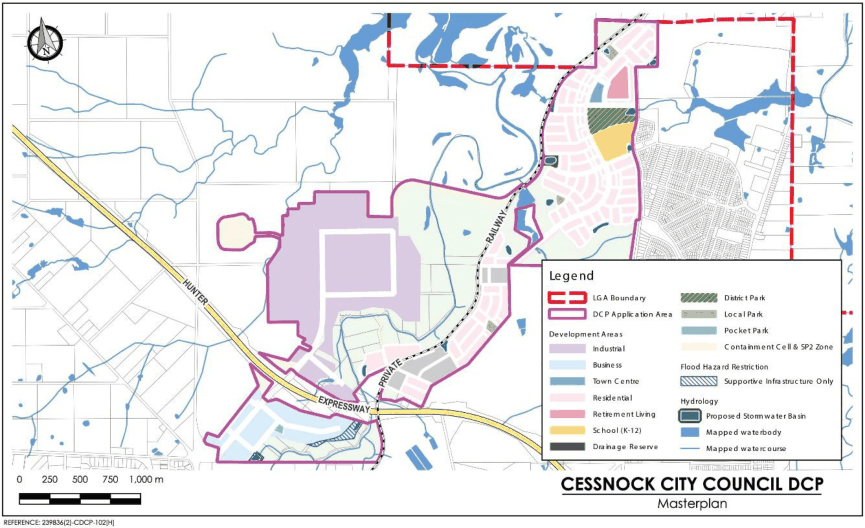 N
HUNTER
EXPRESSWAY
PRIVATE
RAILWAY
Legend
LGA Boundary
DCP Application Area
Development Areas
Industrial
Business
Town Centre
Residential
Retirement Living
School (K-12)
Drainage Reserve
District Park
Local Park
Pocket Park
Containment Cell & SP2 Zone
Flood Hazard Restriction
Supportive Infrastructure Only
Hydrology
Proposed Stormwater Basin
Mapped waterbody
Mapped watercourse
0 250 500 750 1,000 m
CESSNOCK CITY COUNCIL DCP
Masterplan
REFERENCE: 239836(2)-CDCP-102[H]